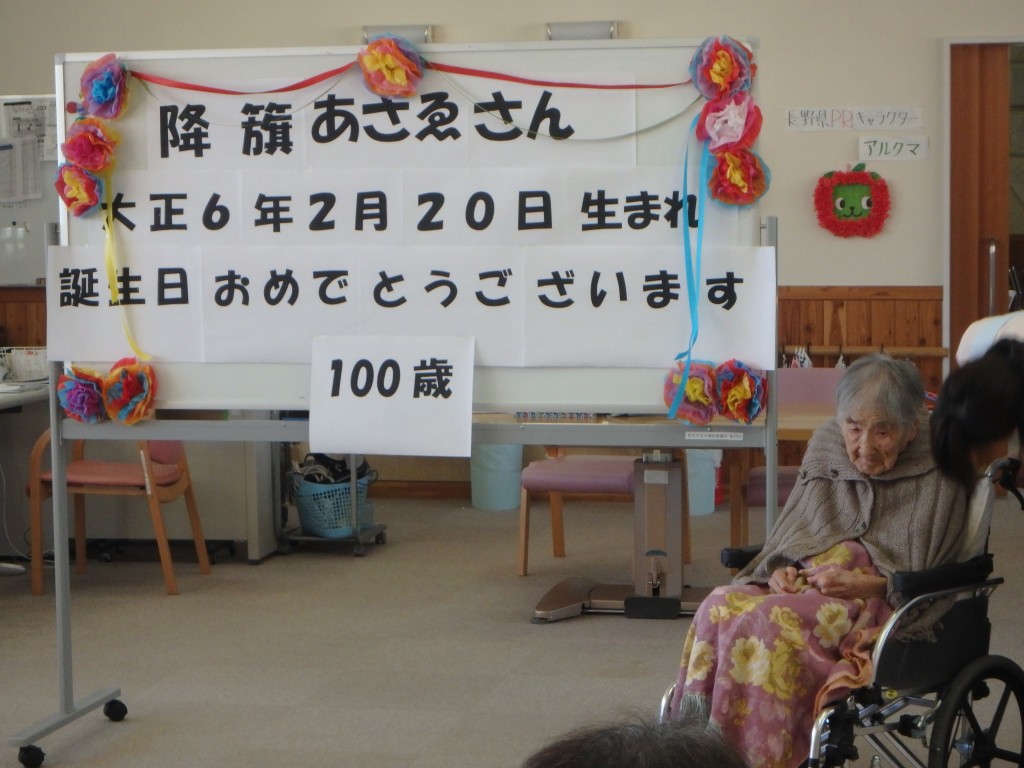 降籏あさゑさん
大正6年2月20日 生まれ
誕生日おめでとうございます
100歳
長野県PRキャラクター
アルクマ